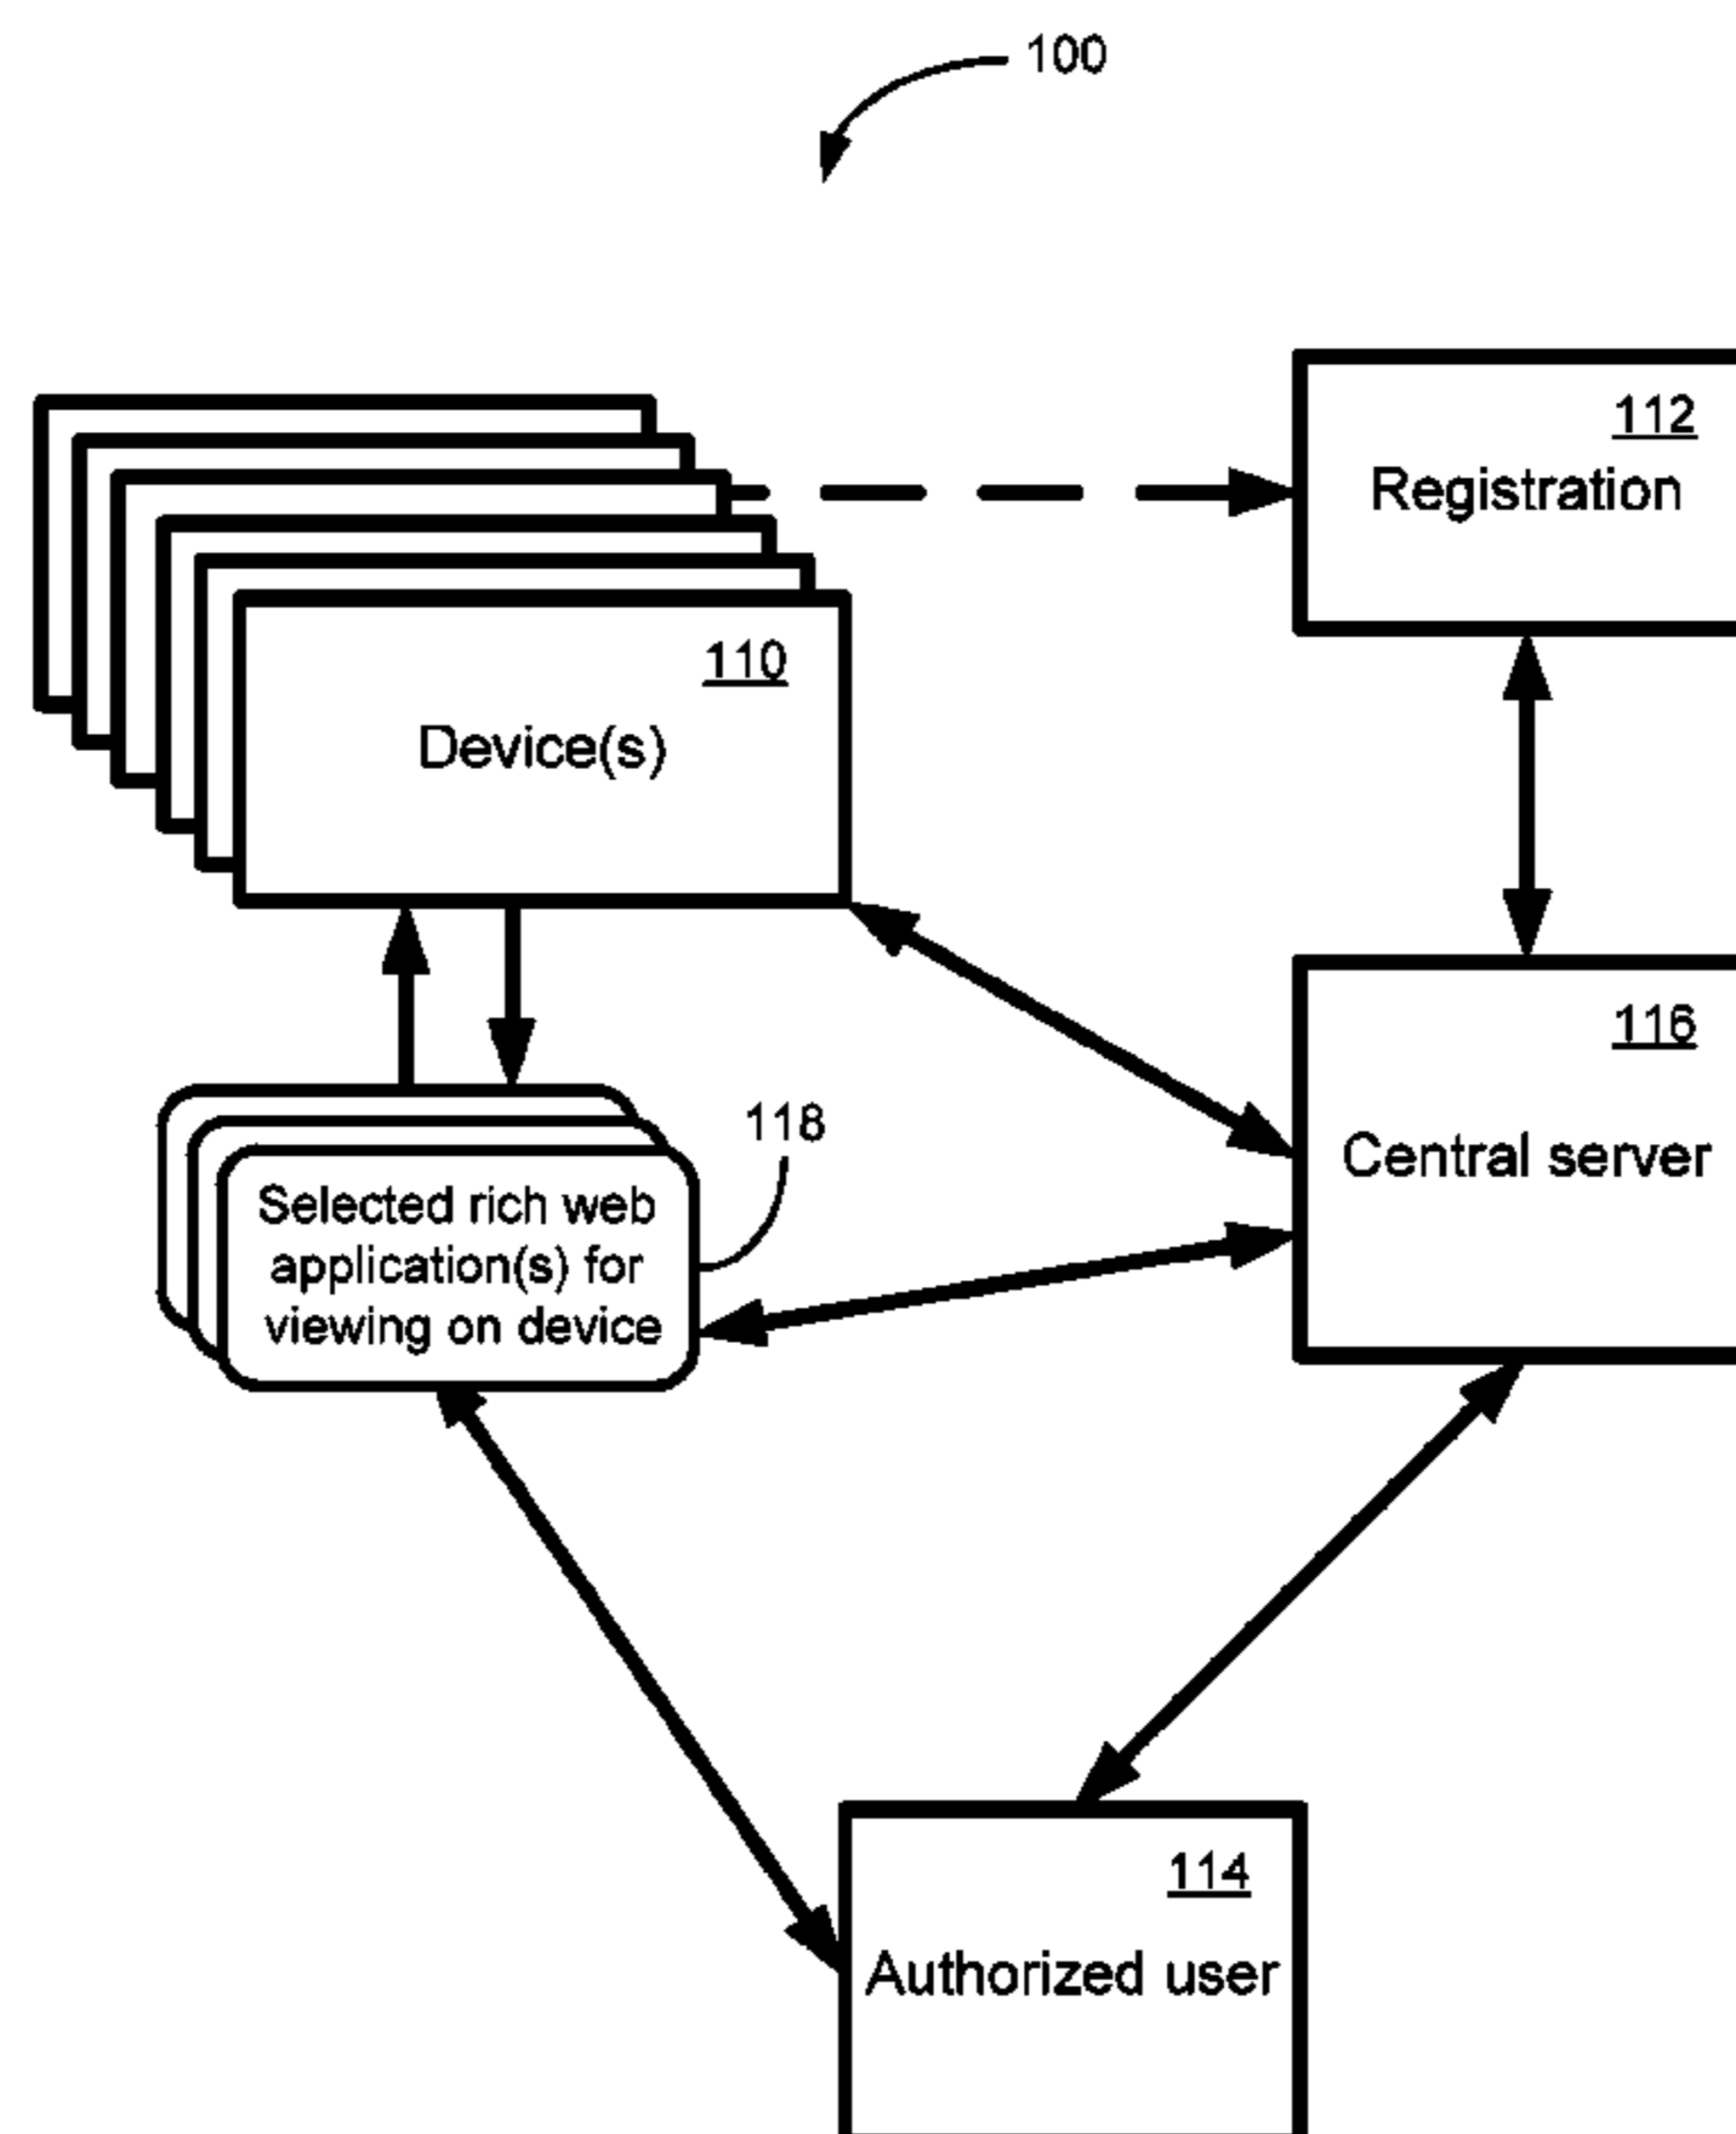 100
112
Registration
110
Device(s)
116
Central server
118
Selected rich web
application(s) for
viewing on device
114
Authorized user